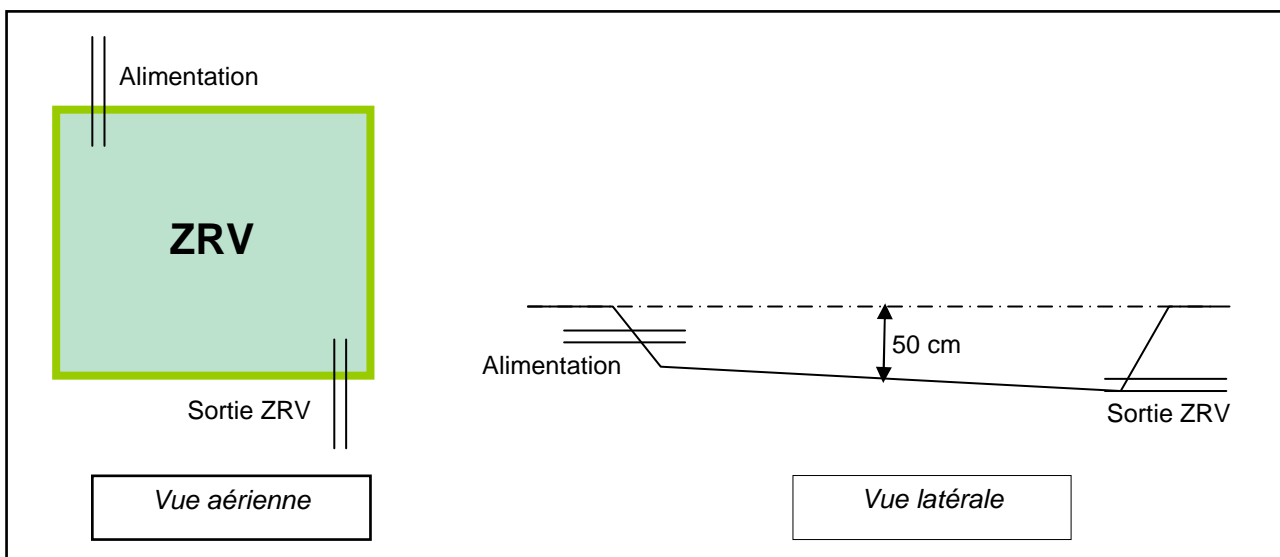 Alimentation
ZRV
Sortie ZRV
Vue aérienne
50 cm
Alimentation
Sortie ZRV
Vue latérale